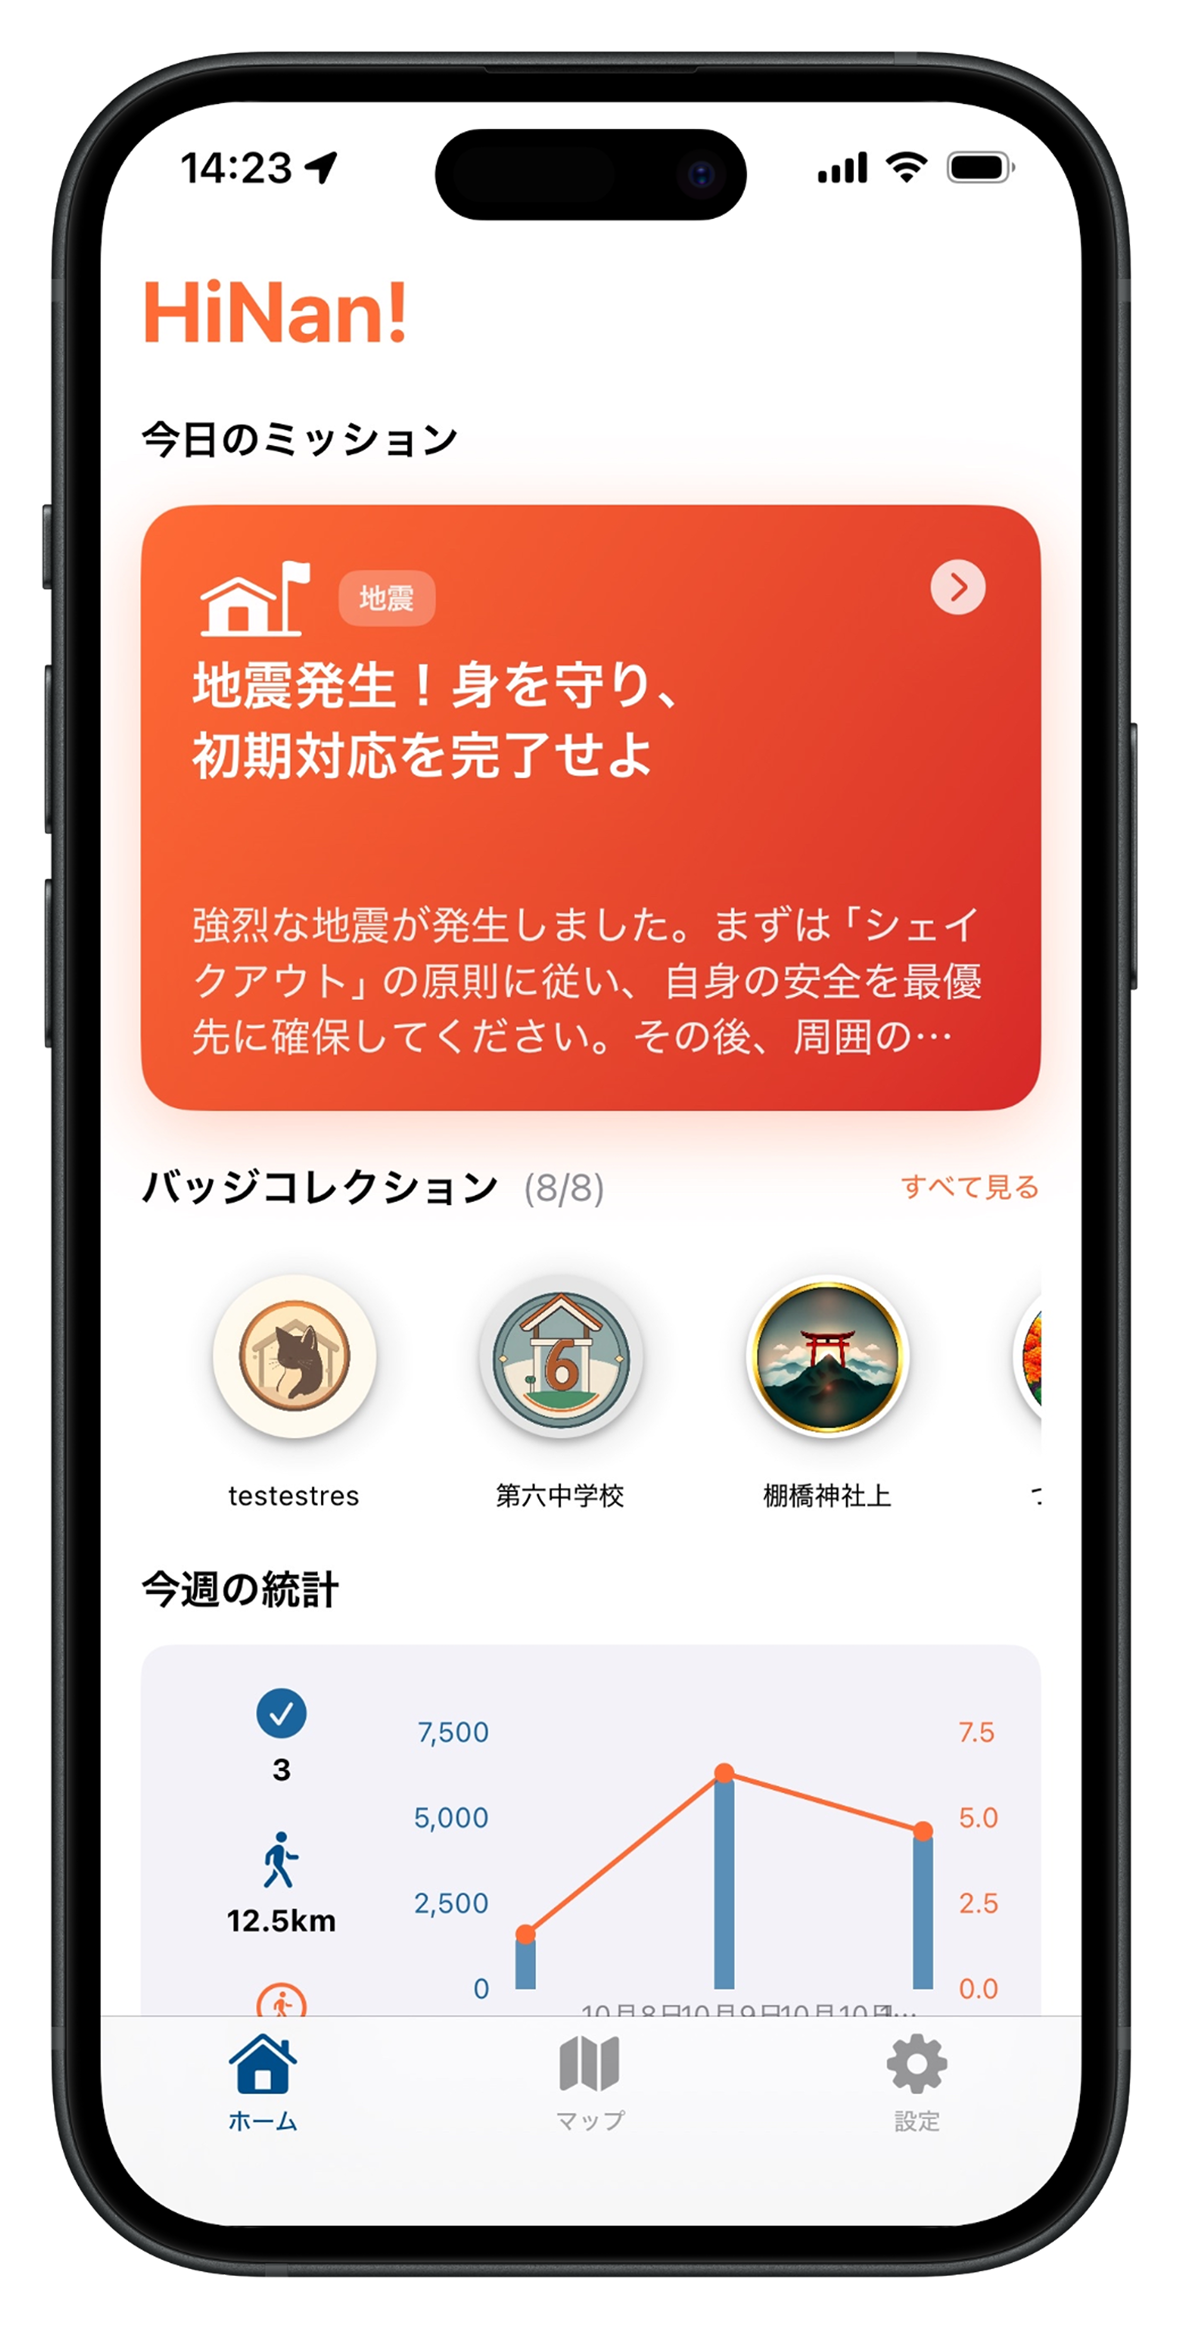 14:23
HiNan!
今日のミッション
地震
地震発生！身を守り、
初期対応を完了せよ
強烈な地震が発生しました。まずは「シェイ
クアウト」の原則に従い、自身の安全を最優
先に確保してください。その後、周囲の…
バッジコレクション (8/8) すべて見る
6
testestres 第六中学校 棚橋神社上
今週の統計
3
12.5km
7,500
5,000
2,500
0
7.5
5.0
2.5
0.0
10月8日10月9日10月10日
ホーム マップ 設定